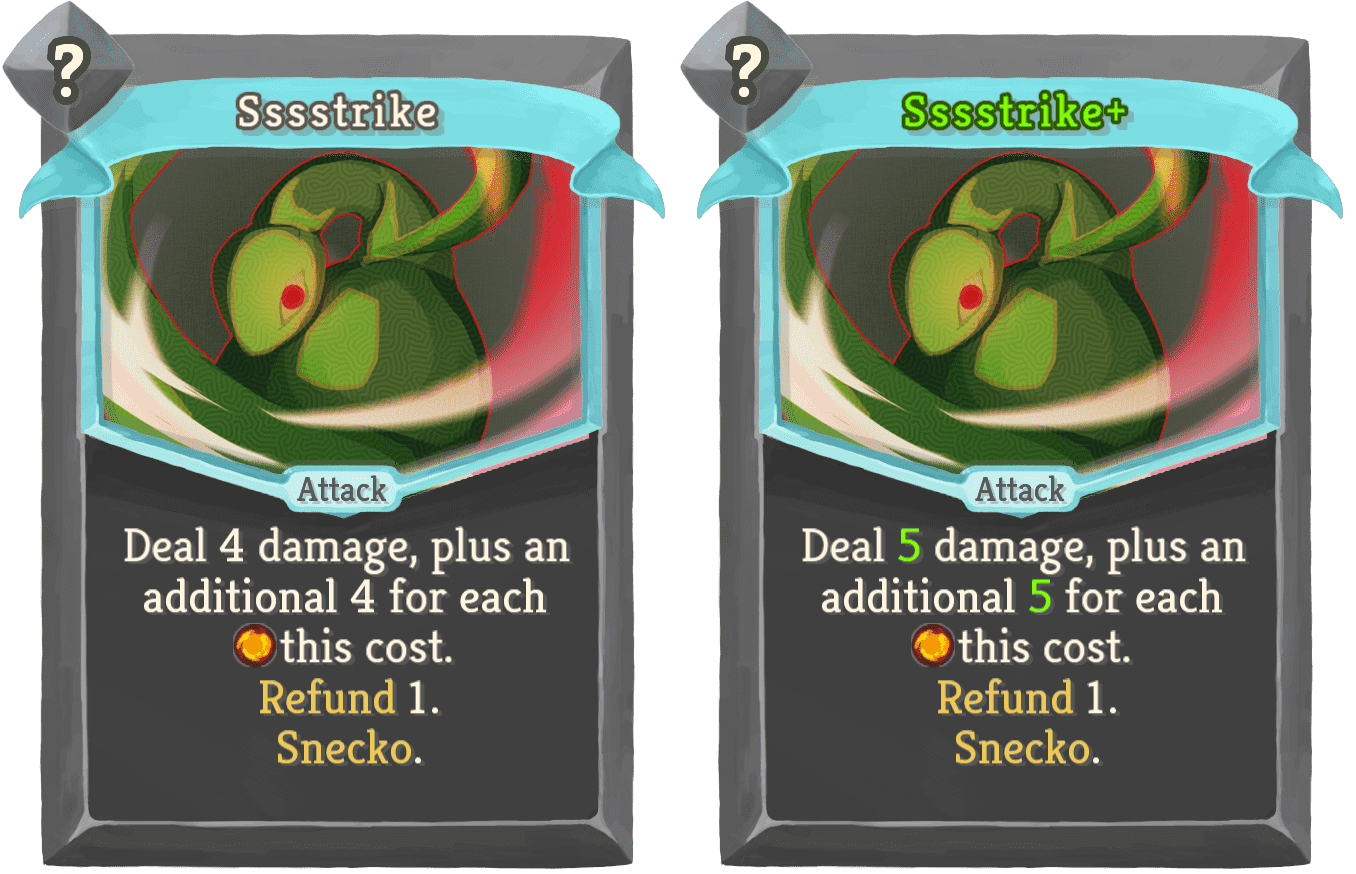 ?
Sssstrike
Attack
Deal 4 damage, plus an
additional 4 for each
this cost.
Refund 1.
Snecko.
?
Sssstrike+
Attack
Deal 5 damage, plus an
additional 5 for each
this cost.
Refund 1.
Snecko.